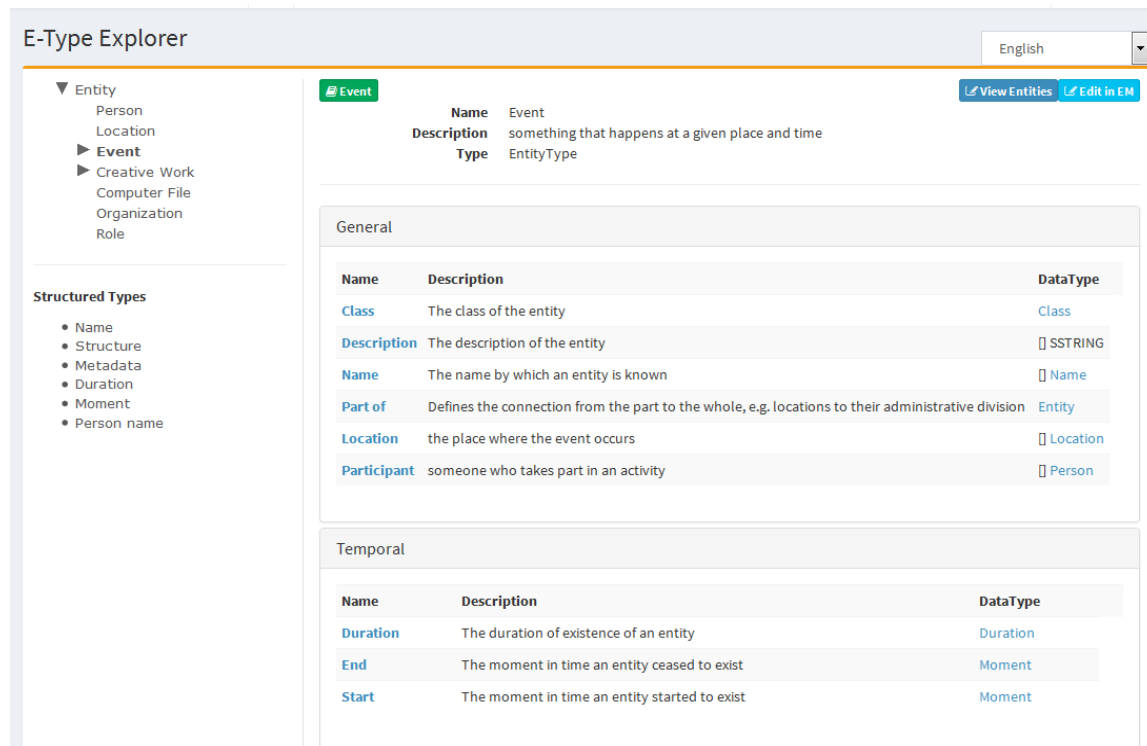 E-Type Explorer
English
Entity
Person
Location
Event
Creative Work
Computer File
Organization
Role
Structured Types
Name
Structure
Metadata
Duration
Moment
Person name
Event
View Entities Edit in EM
Name Event
Description something that happens at a given place and time
Type EntityType
General
Name Description DataType
Class The class of the entity Class
Description The description of the entity [] SSTRING
Name The name by which an entity is known [] Name
Part of Defines the connection from the part to the whole, e.g. locations to their administrative division Entity
Location the place where the event occurs [] Location
Participant someone who takes part in an activity [] Person
Temporal
Name Description DataType
Duration The duration of existence of an entity Duration
End The moment in time an entity ceased to exist Moment
Start The moment in time an entity started to exist Moment